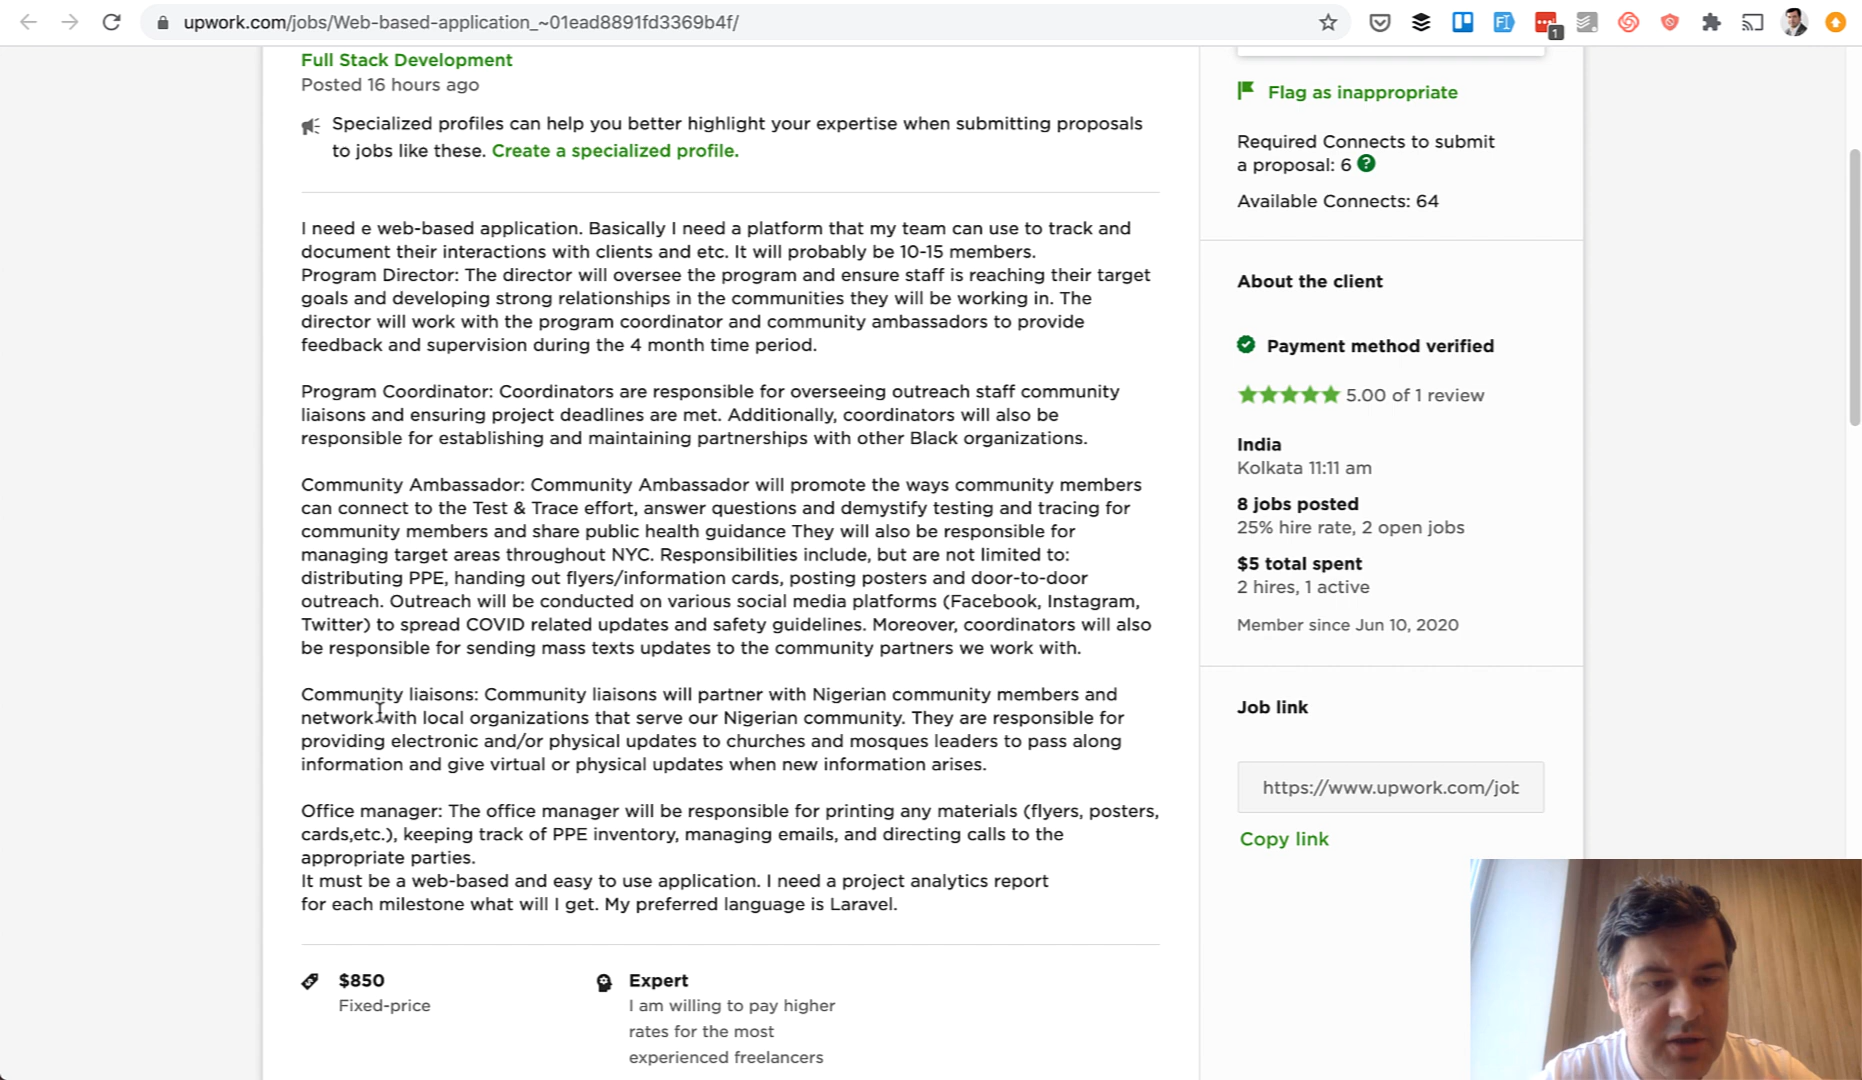 upwork.com/jobs/Web-based-application_~01ead8891fd3369b4f/
1
Full Stack Development
Posted 16 hours ago
Specialized profiles can help you better highlight your expertise when submitting proposals
to jobs like these. Create a specialized profile.
I need e web-based application. Basically I need a platform that my team can use to track and
document their interactions with clients and etc. It will probably be 10-15 members.
Program Director: The director will oversee the program and ensure staff is reaching their target
goals and developing strong relationships in the communities they will be working in. The
director will work with the program coordinator and community ambassadors to provide
feedback and supervision during the 4 month time period.
Program Coordinator: Coordinators are responsible for overseeing outreach staff community
liaisons and ensuring project deadlines are met. Additionally, coordinators will also be
responsible for establishing and maintaining partnerships with other Black organizations.
Community Ambassador: Community Ambassador will promote the ways community members
can connect to the Test & Trace effort, answer questions and demystify testing and tracing for
community members and share public health guidance They will also be responsible for
managing target areas throughout NYC. Responsibilities include, but are not limited to:
distributing PPE, handing out flyers/information cards, posting posters and door-to-door
outreach. Outreach will be conducted on various social media platforms (Facebook, Instagram,
Twitter) to spread COVID related updates and safety guidelines. Moreover, coordinators will also
be responsible for sending mass texts updates to the community partners we work with.
Community liaisons: Community liaisons will partner with Nigerian community members and
network with local organizations that serve our Nigerian community. They are responsible for
providing electronic and/or physical updates to churches and mosques leaders to pass along
information and give virtual or physical updates when new information arises.
Office manager: The office manager will be responsible for printing any materials (flyers, posters,
cards,etc.), keeping track of PPE inventory, managing emails, and directing calls to the
appropriate parties.
It must be a web-based and easy to use application. I need a project analytics report
for each milestone what will I get. My preferred language is Laravel.
$850
Fixed-price
Expert
I am willing to pay higher
rates for the most
experienced freelancers
Flag as inappropriate
Required Connects to submit
a proposal: 6 ?
Available Connects: 64
About the client
Payment method verified
5.00 of 1 review
India
Kolkata 11:11 am
8 jobs posted
25% hire rate, 2 open jobs
$5 total spent
2 hires, 1 active
Member since Jun 10, 2020
Job link
https://www.upwork.com/job
Copy link